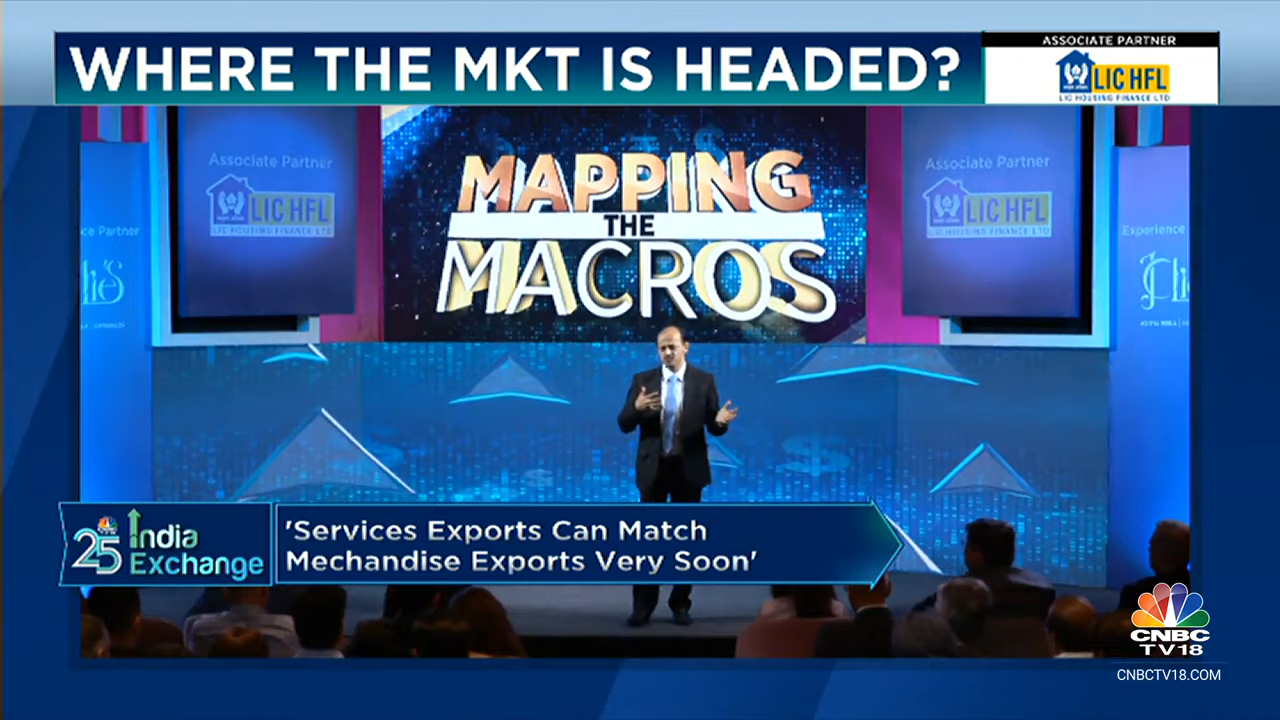 WHERE THE MKT IS HEADED?
ASSOCIATE PARTNER
LIC HFL
LIC HOUSING FINANCE LTD
Associate Partner
LIC HFL
LIC HOUSING FINANCE LTD
MAPPING
THE
MACROS
Associate Partner
LIC HFL
LIC HOUSING FINANCE LTD
ce Partner
Experience
25 India
Exchange
'Services Exports Can Match
Mechandise Exports Very Soon'
CNBC
TV18
CNBCTV18.COM